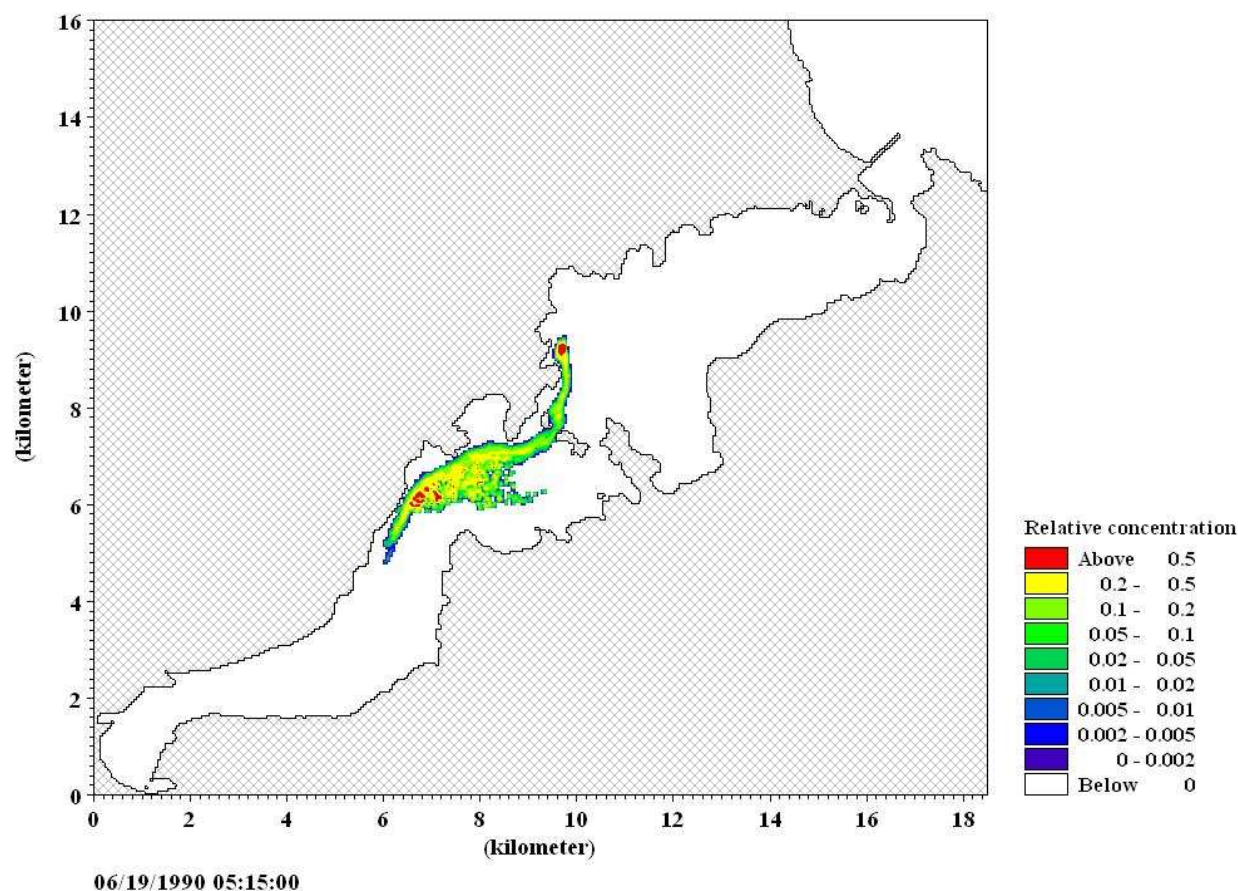 16
14
12
10
8
6
4
2
0
(kilometer)
0 2 4 6 8 10 12 14 16 18
(kilometer)
06/19/1990 05:15:00
Relative concentration
Above 0.5
0.2 - 0.5
0.1 - 0.2
0.05 - 0.1
0.02 - 0.05
0.01 - 0.02
0.005 - 0.01
0.002 - 0.005
0 - 0.002
Below 0